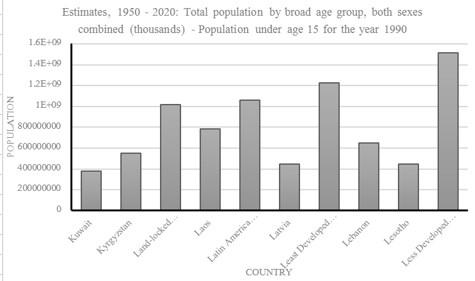 Estimates, 1950 - 2020: Total population by broad age group, both sexes
combined (thousands) - Population under age 15 for the year 1990
1.6E+09
1.4E+09
1.2E+09
1E+09
800000000
600000000
400000000
200000000
0
POPULATION
Kuwait
Kyrgyzstan
Land-locked...
Laos
Latin America...
Latvia
Least Developed...
Lebanon
Lesotho
Less Developed...
COUNTRY